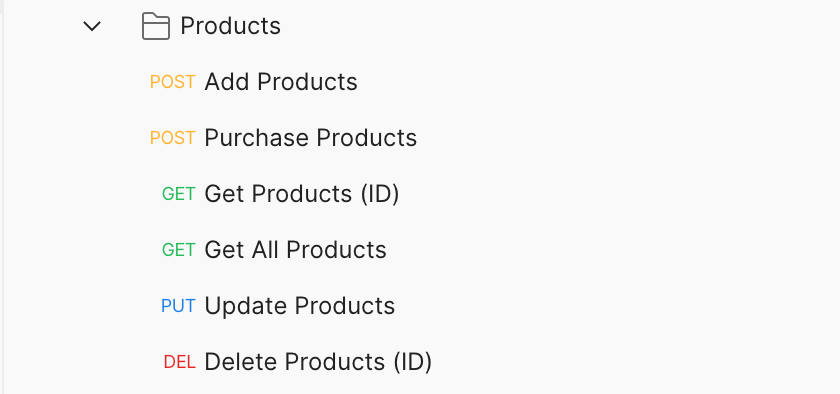 Products
POST Add Products
POST Purchase Products
GET Get Products (ID)
GET Get All Products
PUT Update Products
DEL Delete Products (ID)